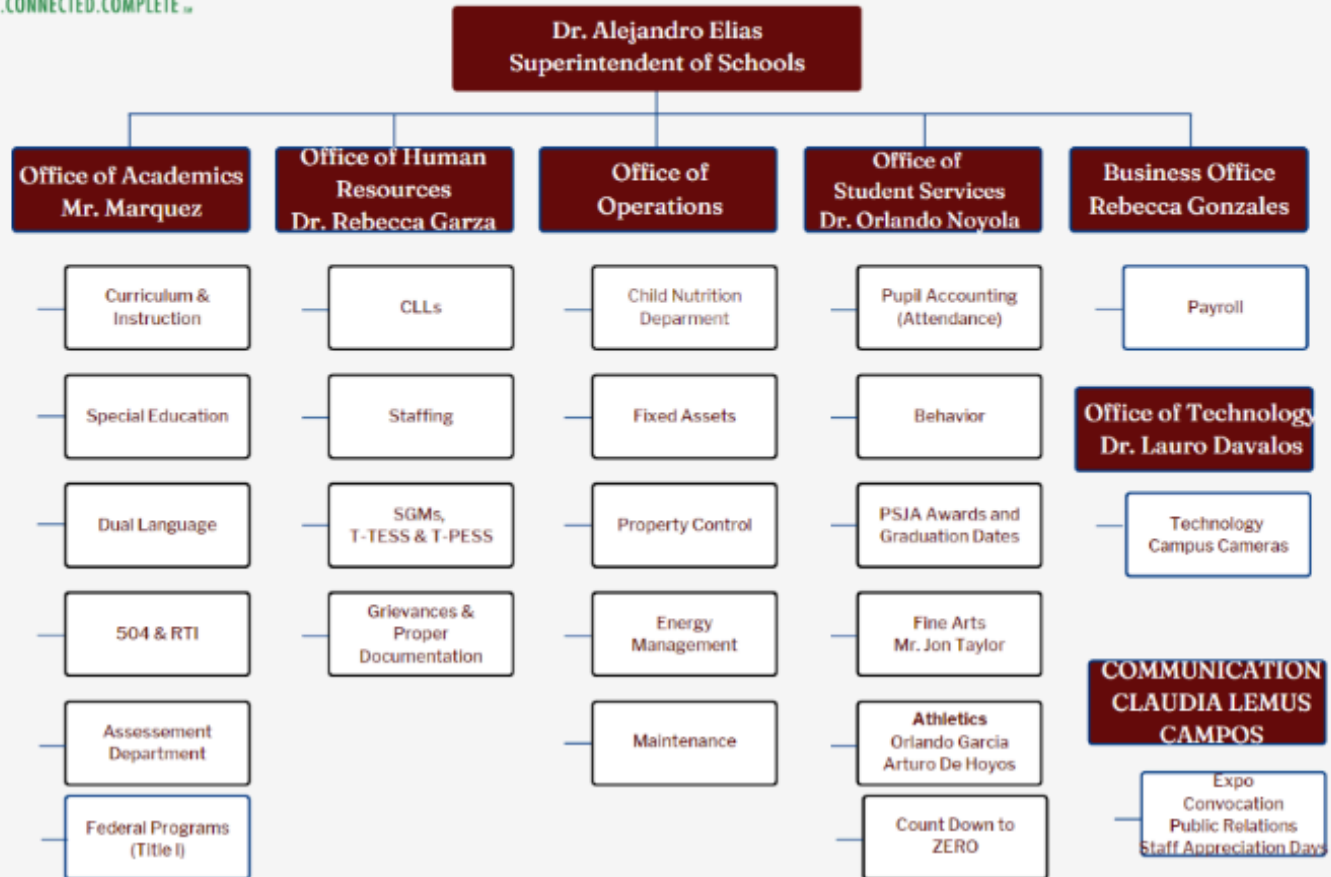 .CONNECTED.COMPLETE
Dr. Alejandro Elias
Superintendent of Schools
Office of Academics
Mr. Marquez
Office of Human
Resources
Dr. Rebecca Garza
Office of
Operations
Office of
Student Services
Dr. Orlando Noyola
Business Office
Rebecca Gonzales
Curriculum &
Instruction
Special Education
Dual Language
504 & RTI
Assessement
Department
Federal Programs
(Title I)
CLLs
Staffing
SGMs,
T-TESS & T-PESS
Grievances &
Proper
Documentation
Child Nutrition
Deparment
Fixed Assets
Property Control
Energy
Management
Maintenance
Pupil Accounting
(Attendance)
Behavior
PSJA Awards and
Graduation Dates
Fine Arts
Mr. Jon Taylor
Athletics
Orlando Garcia
Arturo De Hoyos
Count Down to
ZERO
Payroll
Office of Technology
Dr. Lauro Davalos
Technology
Campus Cameras
COMMUNICATION
CLAUDIA LEMUS
CAMPOS
Expo
Convocation
Public Relations
Staff Appreciation Days